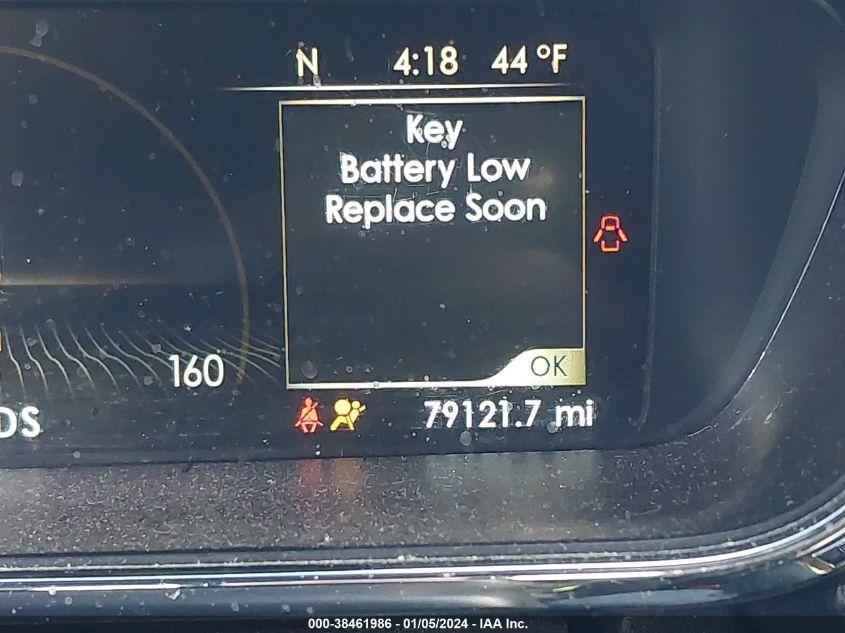 N 4:18 44 °F
Key
Battery Low
Replace Soon
OK
160
DS
79121.7 mi
000-38461986 - 01/05/2024 - IAA Inc.